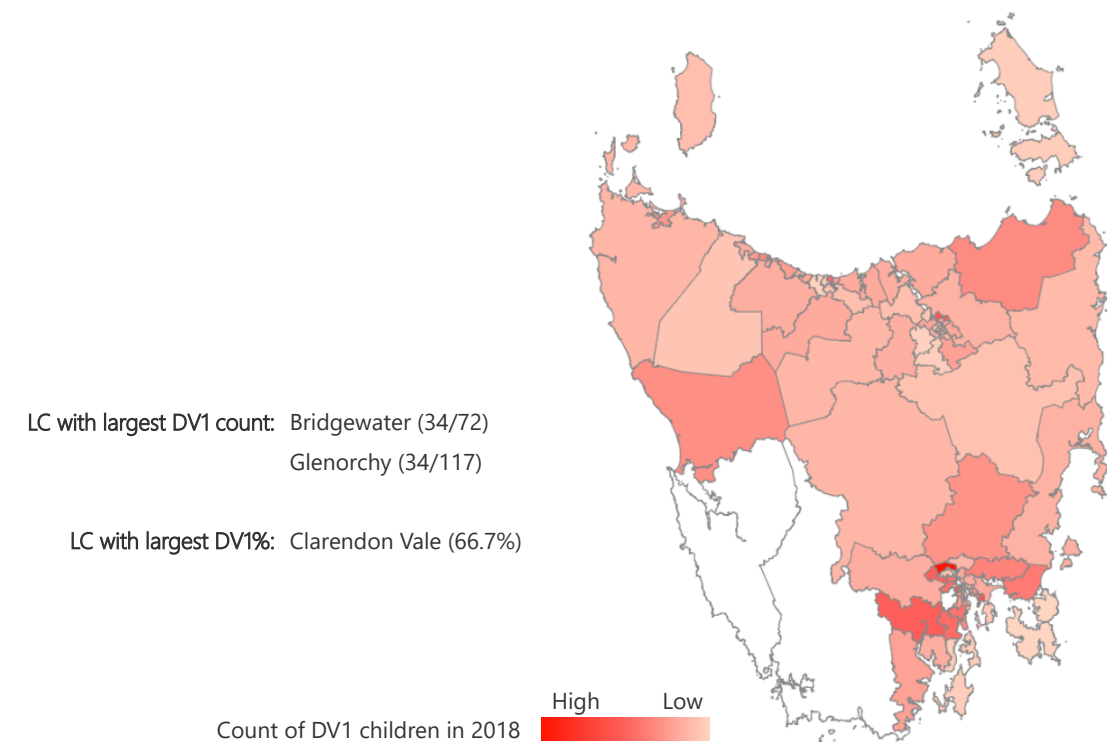 LC with largest DV1 count: Bridgewater (34/72)
Glenorchy (34/117)
LC with largest DV1%: Clarendon Vale (66.7%)
High Low
Count of DV1 children in 2018